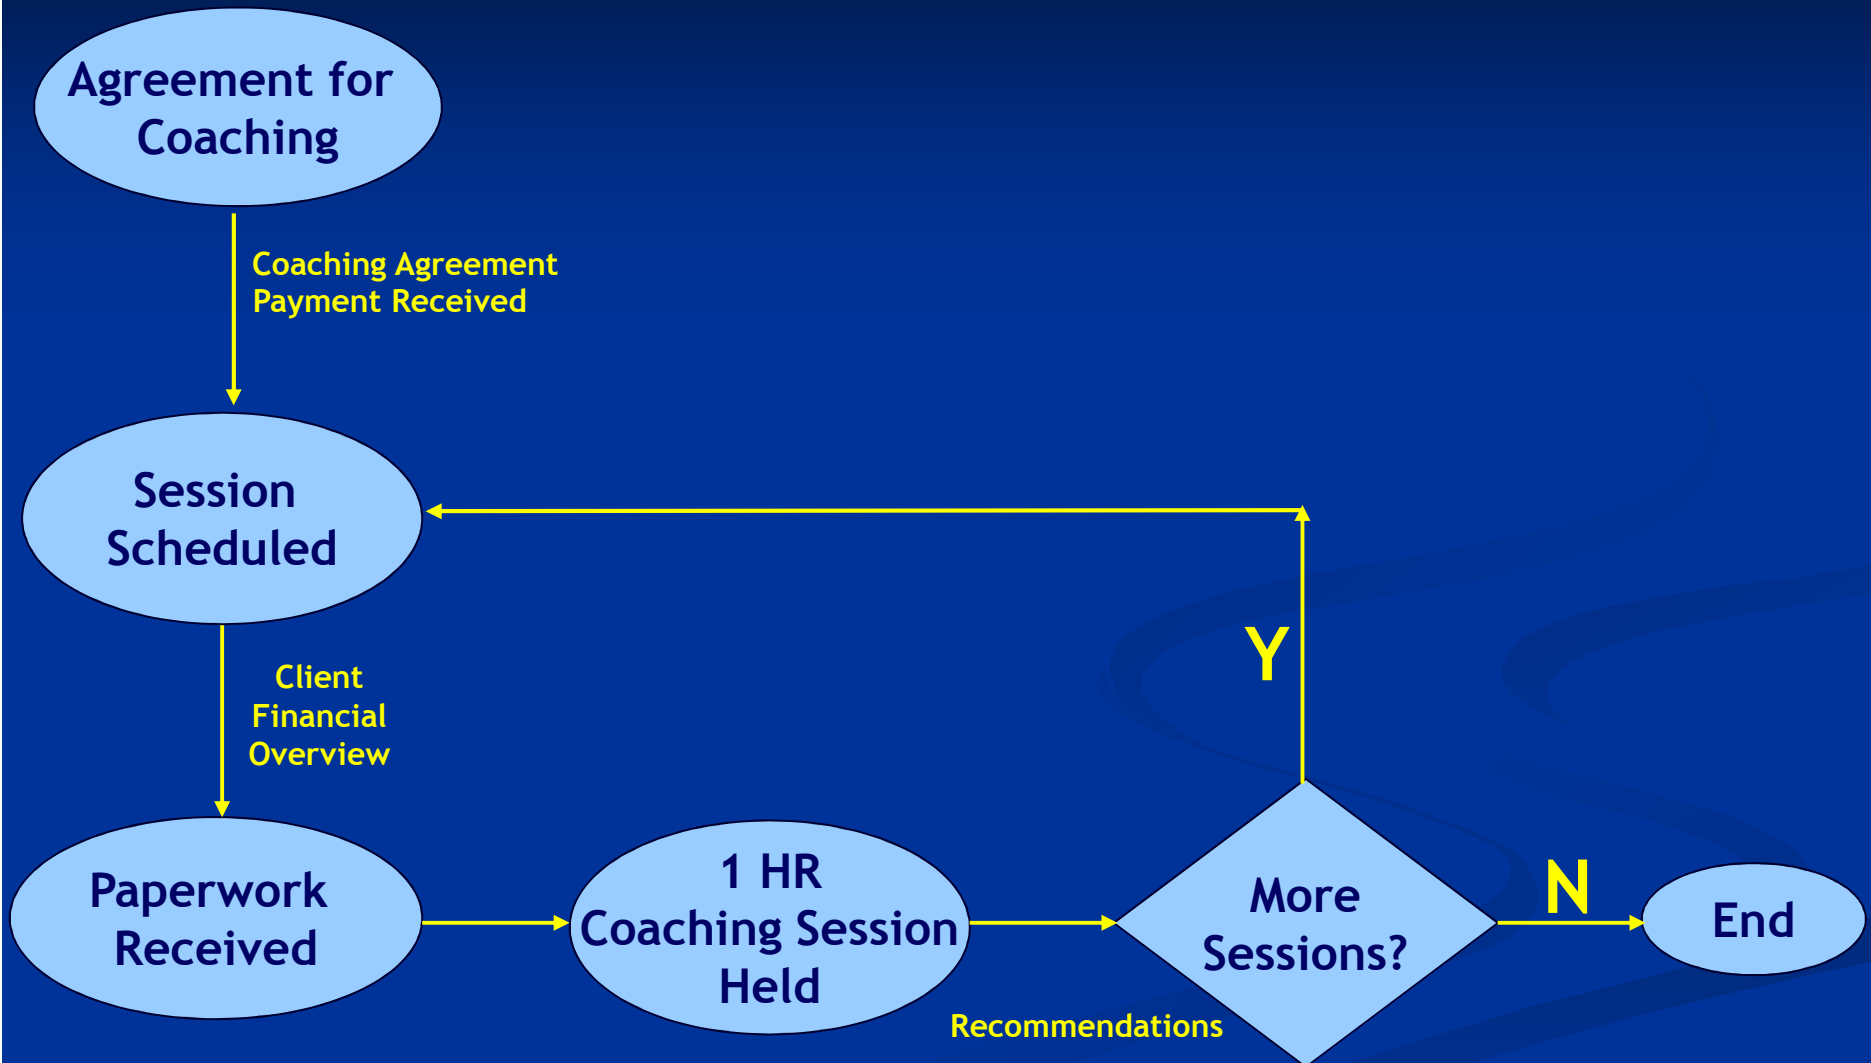 Agreement for
Coaching
Coaching Agreement
Payment Received
Session
Scheduled
Client
Financial
Overview
Y
Paperwork
Received
1 HR
Coaching Session
Held
Recommendations
More
Sessions?
N
End